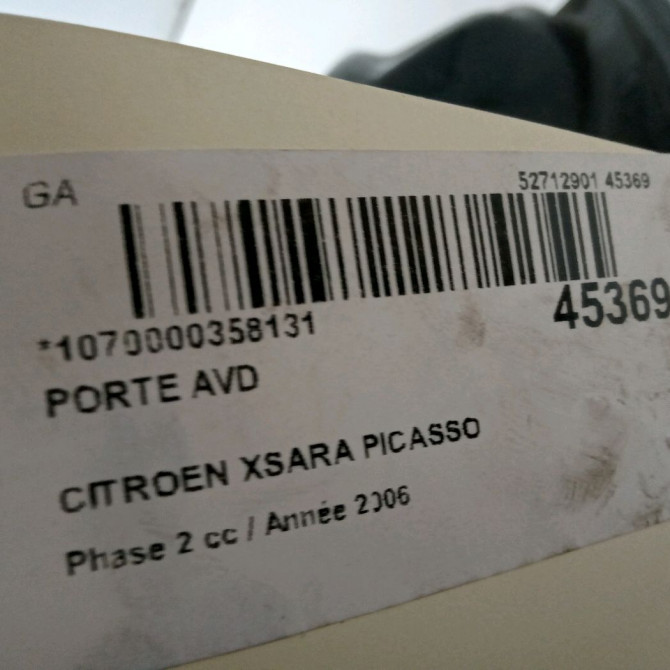 GA
52712901 45369
45369
*1070000358131
PORTE AVD
CITROEN XSARA PICASSO
Phase 2 cc / Année 2006